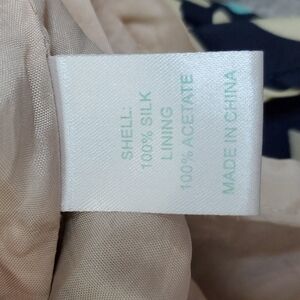 SHELL:
100% SILK
LINING
100% ACETATE
MADE IN CHINA